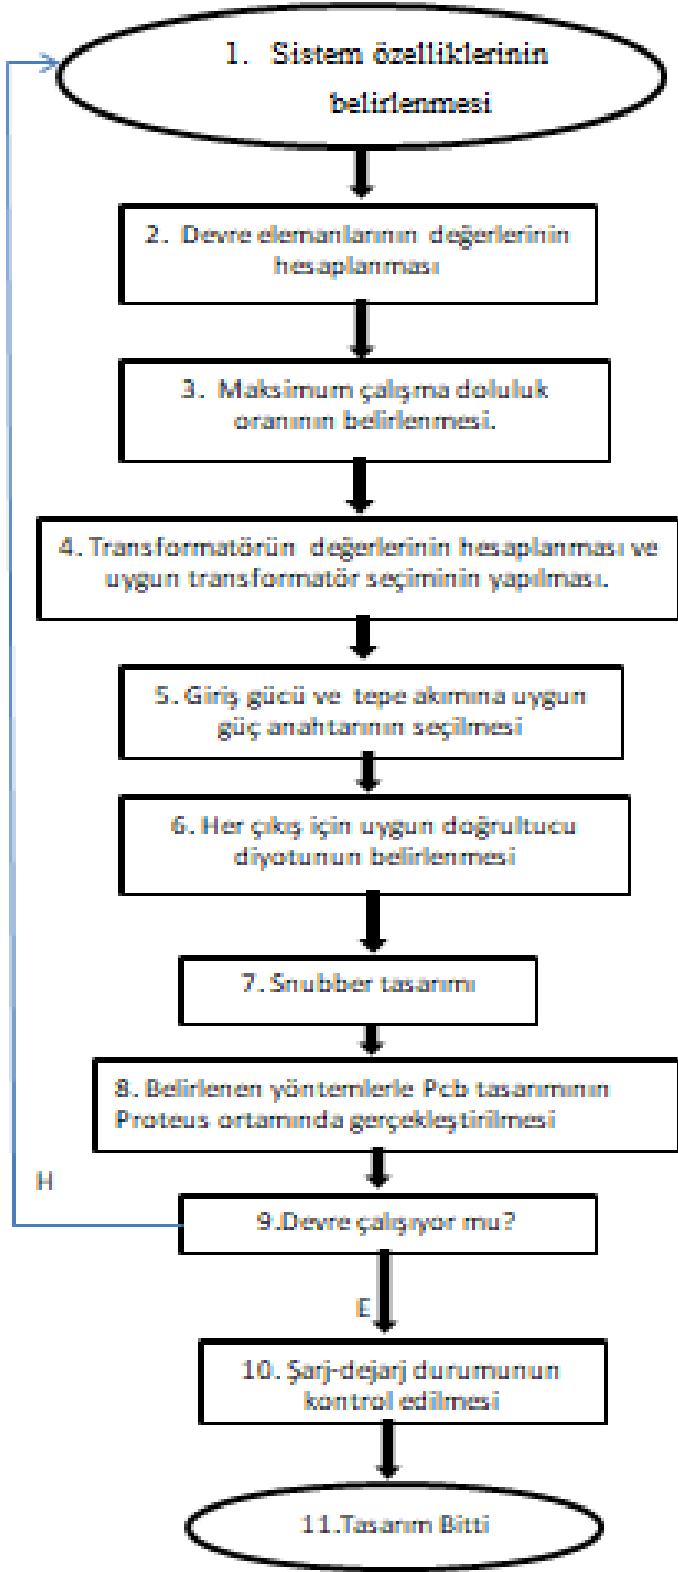 1. Sistem özelliklerinin
belirlenmesi
2. Devre elemanlarının değerlerinin
hesaplanması
3. Maksimum çalışma doluluk
oranının belirlenmesi.
4. Transformatörün değerlerinin hesaplanması ve
uygun transformatör seçiminin yapılması.
5. Giriş gücü ve tepe akımına uygun
güç anahtarının seçilmesi
6. Her çıkış için uygun doğrultucu
diyotunun belirlenmesi
7. Snubber tasarımı
8. Belirlenen yöntemlerle Pcb tasarımının
Proteus ortamında gerçekleştirilmesi
H
9.Devre çalışıyor mu?
E
10. Şarj-dejarj durumunun
kontrol edilmesi
11.Tasarım Bitti